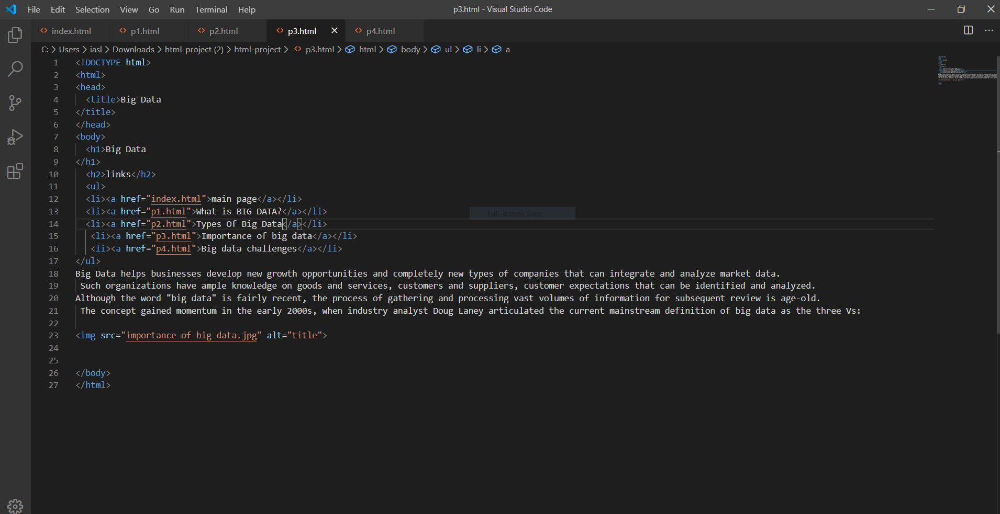 File Edit Selection View Go Run Terminal Help p3.html - Visual Studio Code
index.html p1.html p2.html p3.html p4.html
C: > Users > iasl > Downloads > html-project (2) > html-project > p3.html > html > body > ul > li > a
1 <!DOCTYPE html>
2 <html>
3 <head>
4 <title>Big Data
5 </title>
6 </head>
7 <body>
8 <h1>Big Data
9 </h1>
10 <h2>links</h2>
11 <ul>
12 <li><a href="index.html">main page</a></li>
13 <li><a href="p1.html">What is BIG DATA?</a></li>
Full-screen Snip
14 <li><a href="p2.html">Types Of Big Data</a></li>
15 <li><a href="p3.html">Importance of big data</a></li>
16 <li><a href="p4.html">Big data challenges</a></li>
17 </ul>
18 Big Data helps businesses develop new growth opportunities and completely new types of companies that can integrate and analyze market data.
19 Such organizations have ample knowledge on goods and services, customers and suppliers, customer expectations that can be identified and analyzed.
20 Although the word "big data" is fairly recent, the process of gathering and processing vast volumes of information for subsequent review is age-old.
21 The concept gained momentum in the early 2000s, when industry analyst Doug Laney articulated the current mainstream definition of big data as the three Vs:
22
23 <img src="importance of big data.jpg" alt="title">
24
25
26 </body>
27 </html>